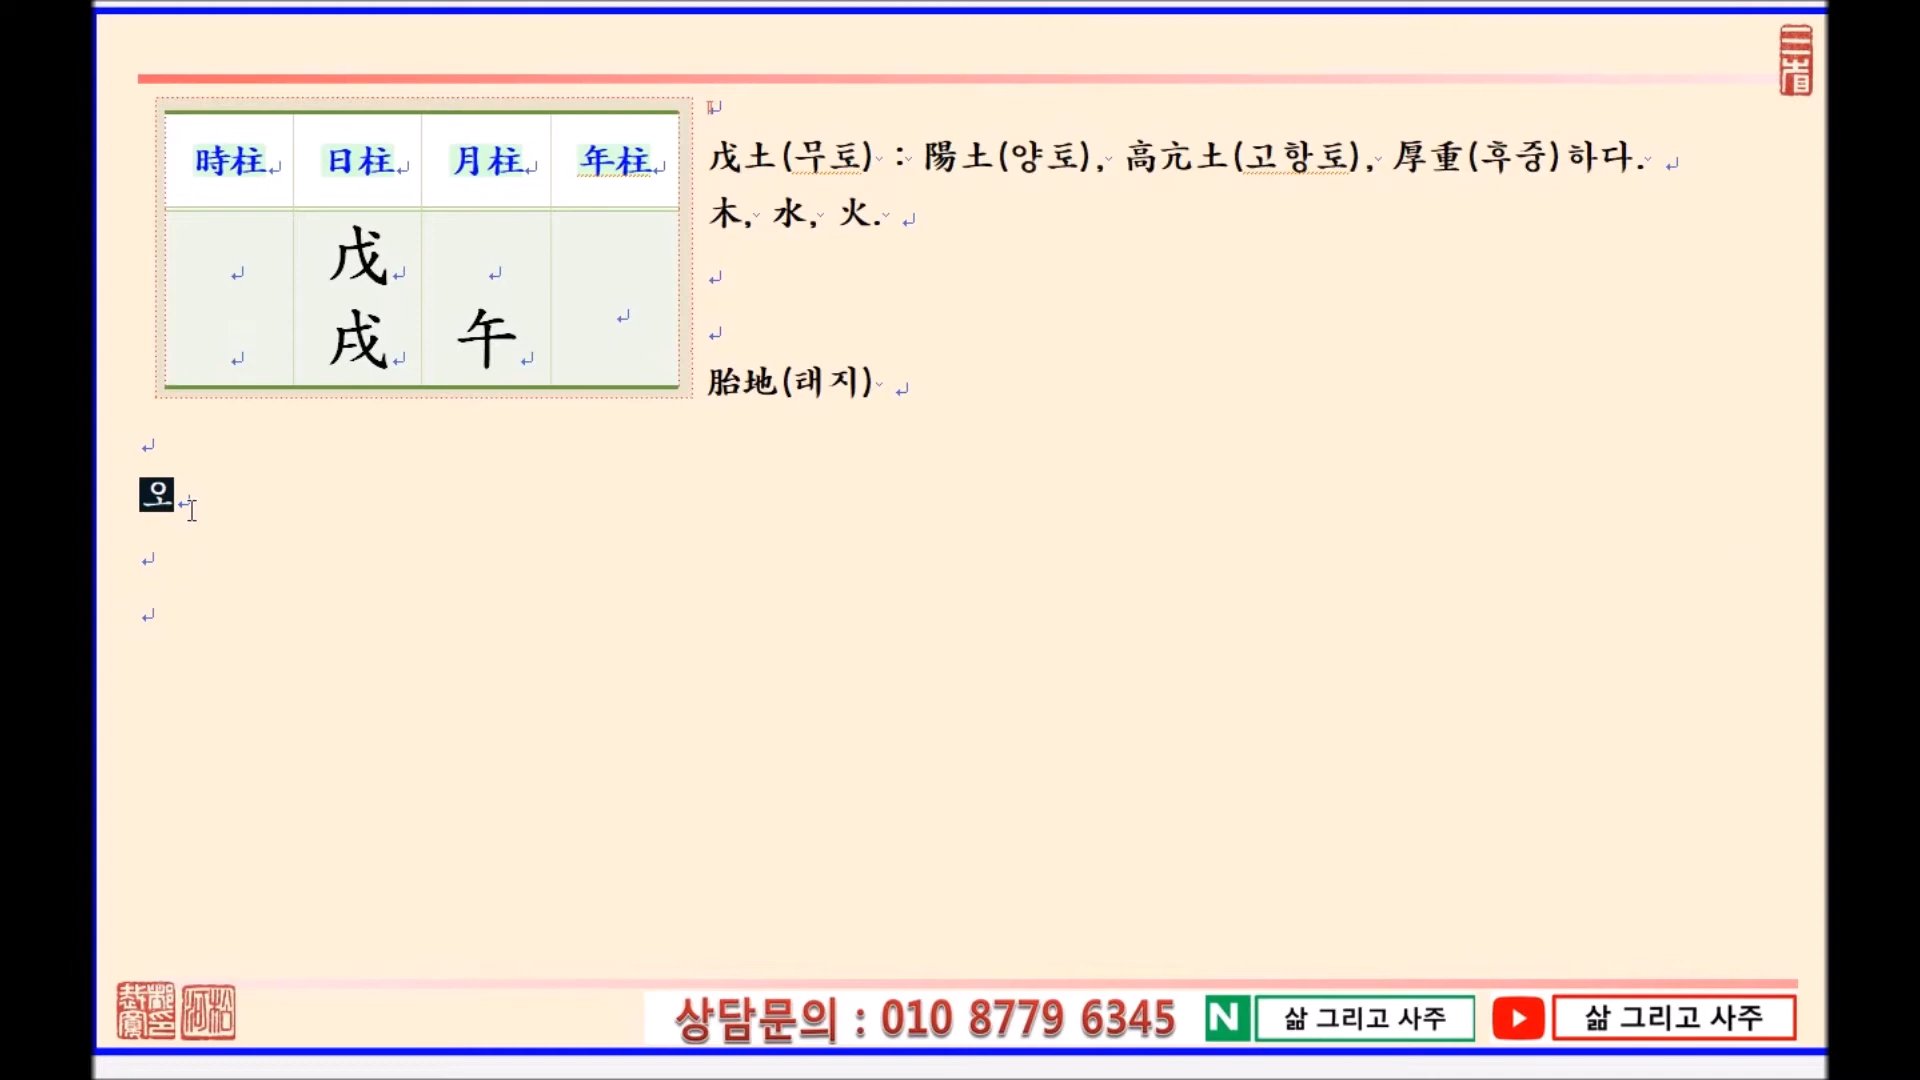 時柱 日柱 月柱 年柱
戊
戌 午
戊土(무토) : 陽土(양토), 高亢土(고항토), 厚重(후중)하다.
木, 水, 火.
胎地(태지)
오
상담문의 : 010 8779 6345
N 삶 그리고 사주
삶 그리고 사주